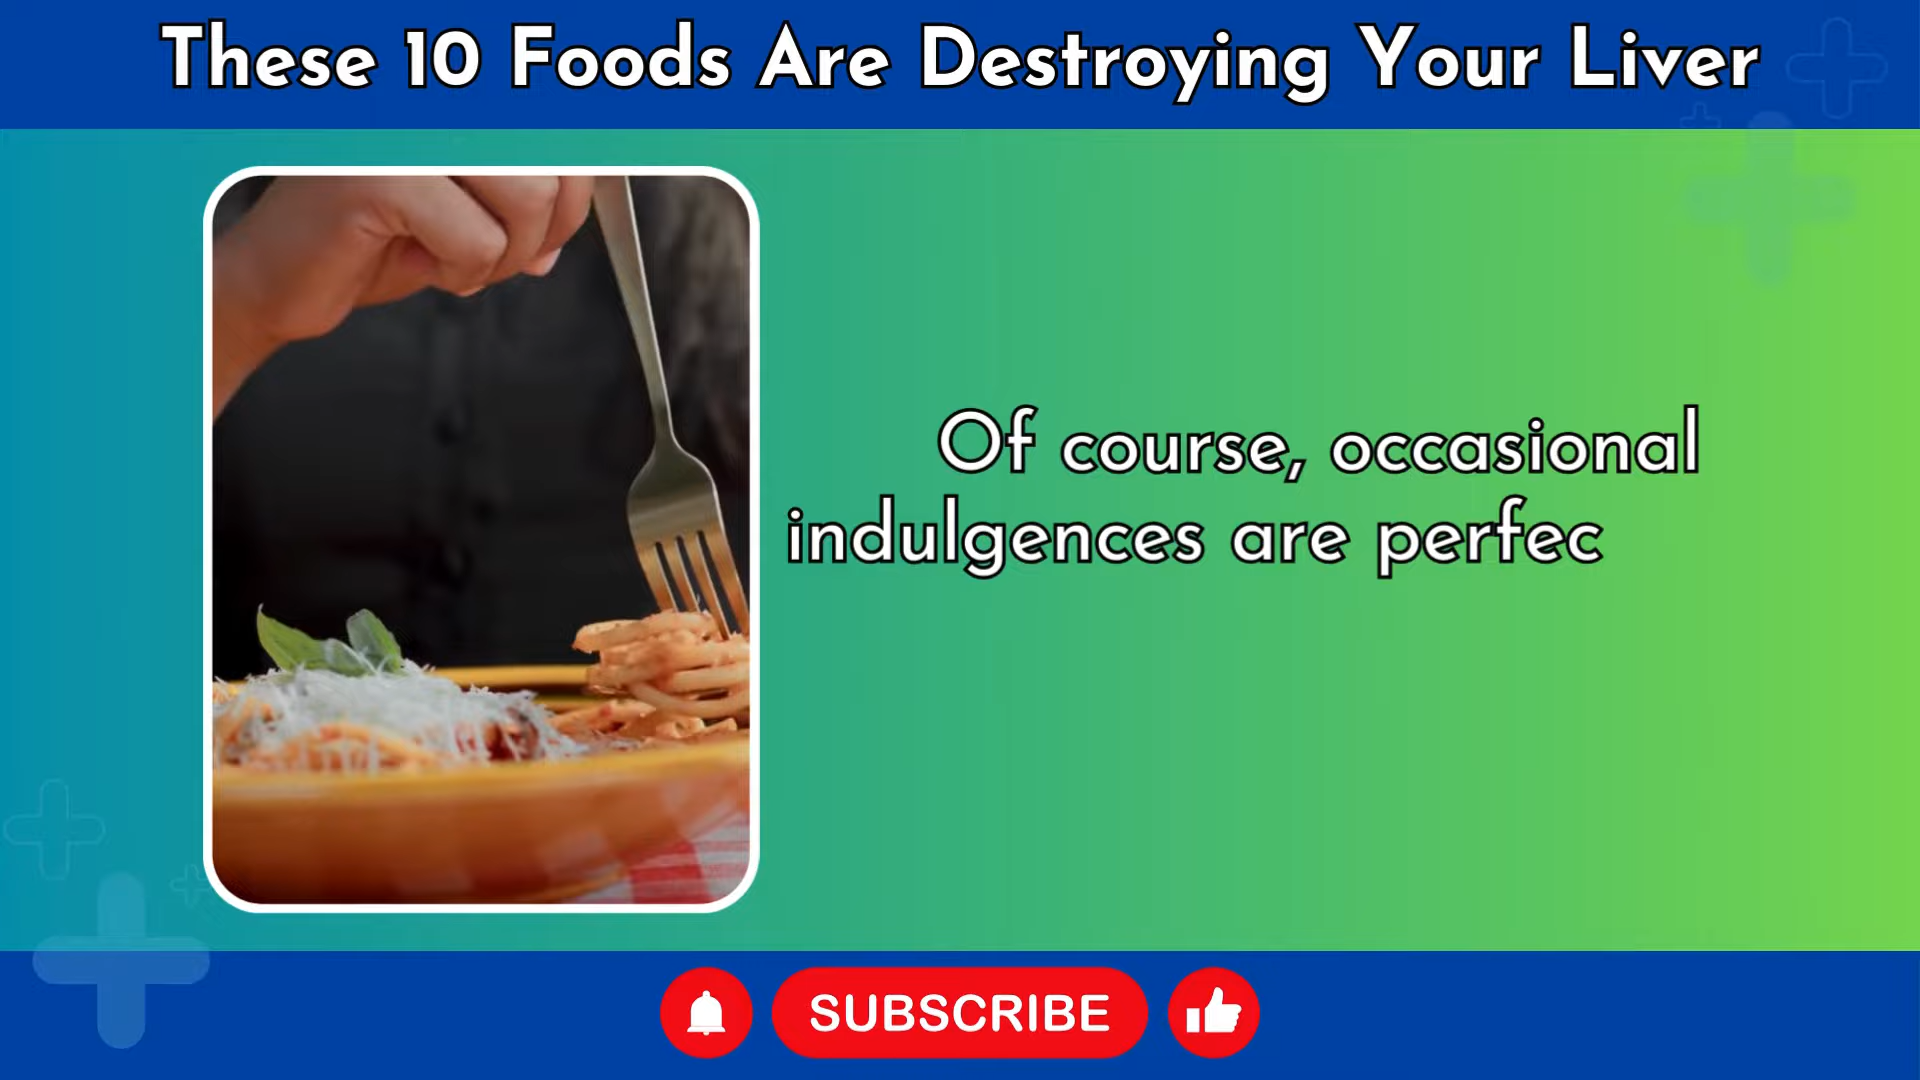 These 10 Foods Are Destroying Your Liver
Of course, occasional
indulgences are perfec
SUBSCRIBE